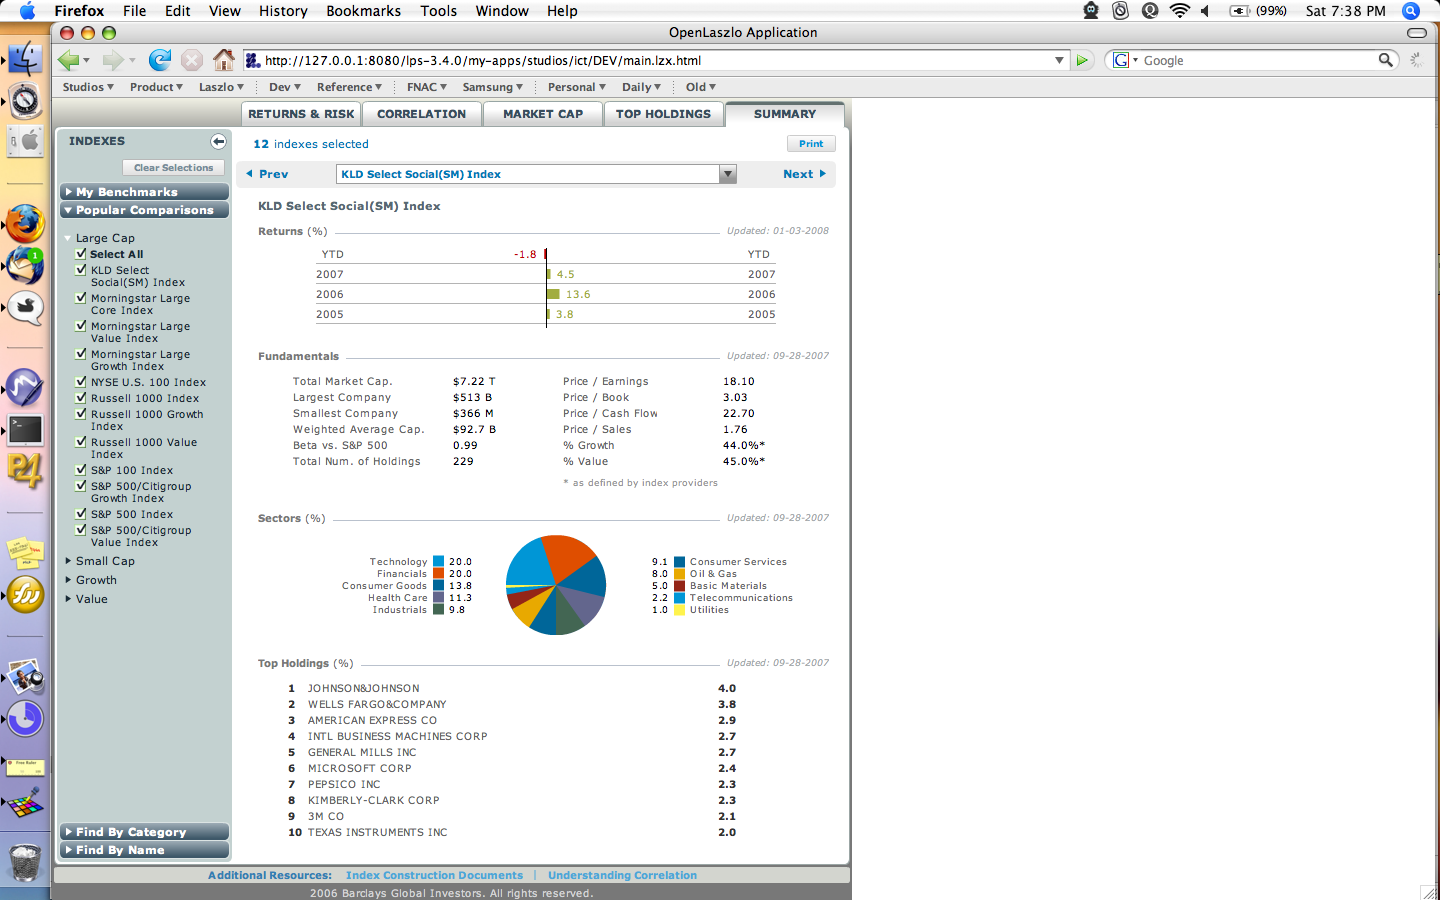 Firefox File Edit View History Bookmarks Tools Window Help (99%) Sat 7:38 PM
OpenLaszlo Application
http://127.0.0.1:8080/lps-3.4.0/my-apps/studios/ict/DEV/main.lzx.html G Google
Studios Product Laszlo Dev Reference FNAC Samsung Personal Daily Old
RETURNS & RISK CORRELATION MARKET CAP TOP HOLDINGS SUMMARY
INDEXES
Clear Selections
My Benchmarks
Popular Comparisons
Large Cap
Select All
KLD Select
Social(SM) Index
Morningstar Large
Core Index
Morningstar Large
Value Index
Morningstar Large
Growth Index
NYSE U.S. 100 Index
Russell 1000 Index
Russell 1000 Growth
Index
Russell 1000 Value
Index
S&P 100 Index
S&P 500/Citigroup
Growth Index
S&P 500 Index
S&P 500/Citigroup
Value Index
Small Cap
Growth
Value
Find By Category
Find By Name
12 indexes selected Print
Prev KLD Select Social(SM) Index Next
KLD Select Social(SM) Index
Returns (%) Updated: 01-03-2008
YTD -1.8 YTD
2007 4.5 2007
2006 13.6 2006
2005 3.8 2005
Fundamentals Updated: 09-28-2007
Total Market Cap. $7.22 T Price / Earnings 18.10
Largest Company $513 B Price / Book 3.03
Smallest Company $366 M Price / Cash Flow 22.70
Weighted Average Cap. $92.7 B Price / Sales 1.76
Beta vs. S&P 500 0.99 % Growth 44.0%*
Total Num. of Holdings 229 % Value 45.0%*
* as defined by index providers
Sectors (%) Updated: 09-28-2007
Technology 20.0 9.1 Consumer Services
Financials 20.0 8.0 Oil & Gas
Consumer Goods 13.8 5.0 Basic Materials
Health Care 11.3 2.2 Telecommunications
Industrials 9.8 1.0 Utilities
Top Holdings (%) Updated: 09-28-2007
1 JOHNSON&JOHNSON 4.0
2 WELLS FARGO&COMPANY 3.8
3 AMERICAN EXPRESS CO 2.9
4 INTL BUSINESS MACHINES CORP 2.7
5 GENERAL MILLS INC 2.7
6 MICROSOFT CORP 2.4
7 PEPSICO INC 2.3
8 KIMBERLY-CLARK CORP 2.3
9 3M CO 2.1
10 TEXAS INSTRUMENTS INC 2.0
Additional Resources: Index Construction Documents | Understanding Correlation
2006 Barclays Global Investors. All rights reserved.
1
P4
Free Ruler